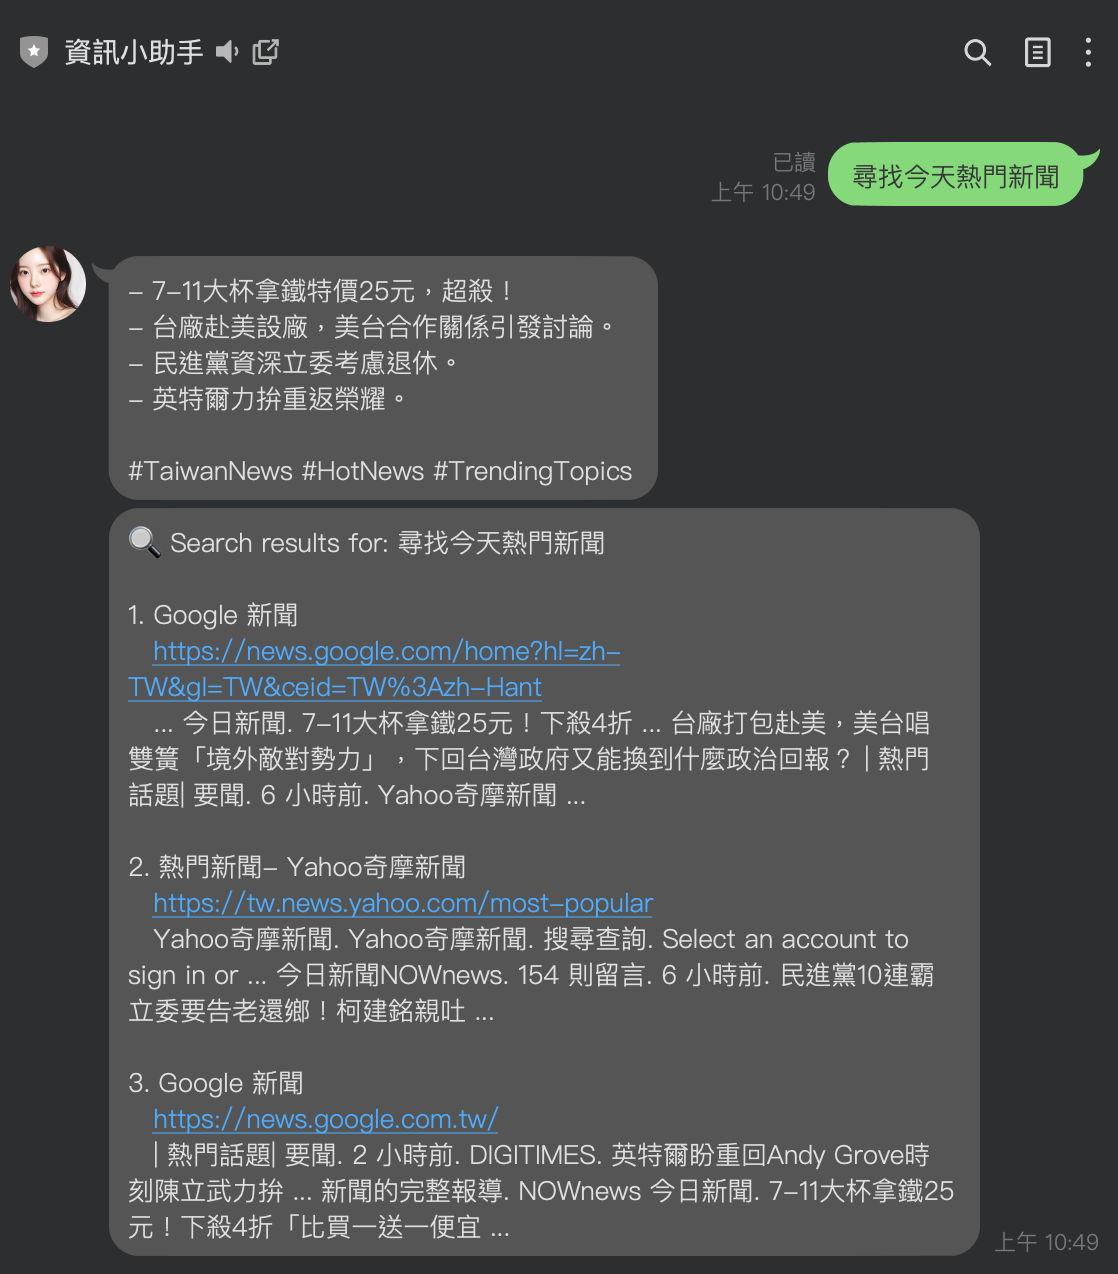 資訊小助手
已讀
上午 10:49
尋找今天熱門新聞
- 7-11大杯拿鐵特價25元，超殺！
- 台廠赴美設廠，美台合作關係引發討論。
- 民進黨資深立委考慮退休。
- 英特爾力拚重返榮耀。
#TaiwanNews #HotNews #TrendingTopics
🔍 Search results for: 尋找今天熱門新聞
1. Google 新聞
https://news.google.com/home?hl=zh-
TW&gl=TW&ceid=TW%3Azh-Hant
... 今日新聞. 7-11大杯拿鐵25元！下殺4折 ... 台廠打包赴美，美台唱
雙簧「境外敵對勢力」，下回台灣政府又能換到什麼政治回報？ | 熱門
話題| 要聞. 6 小時前. Yahoo奇摩新聞 ...
2. 熱門新聞- Yahoo奇摩新聞
https://tw.news.yahoo.com/most-popular
Yahoo奇摩新聞. Yahoo奇摩新聞. 搜尋查詢. Select an account to
sign in or ... 今日新聞NOWnews. 154 則留言. 6 小時前. 民進黨10連霸
立委要告老還鄉！柯建銘親吐 ...
3. Google 新聞
https://news.google.com.tw/
| 熱門話題| 要聞. 2 小時前. DIGITIMES. 英特爾盼重回Andy Grove時
刻陳立武力拚 ... 新聞的完整報導. NOWnews 今日新聞. 7-11大杯拿鐵25
元！下殺4折「比買一送一便宜 ...
上午 10:49